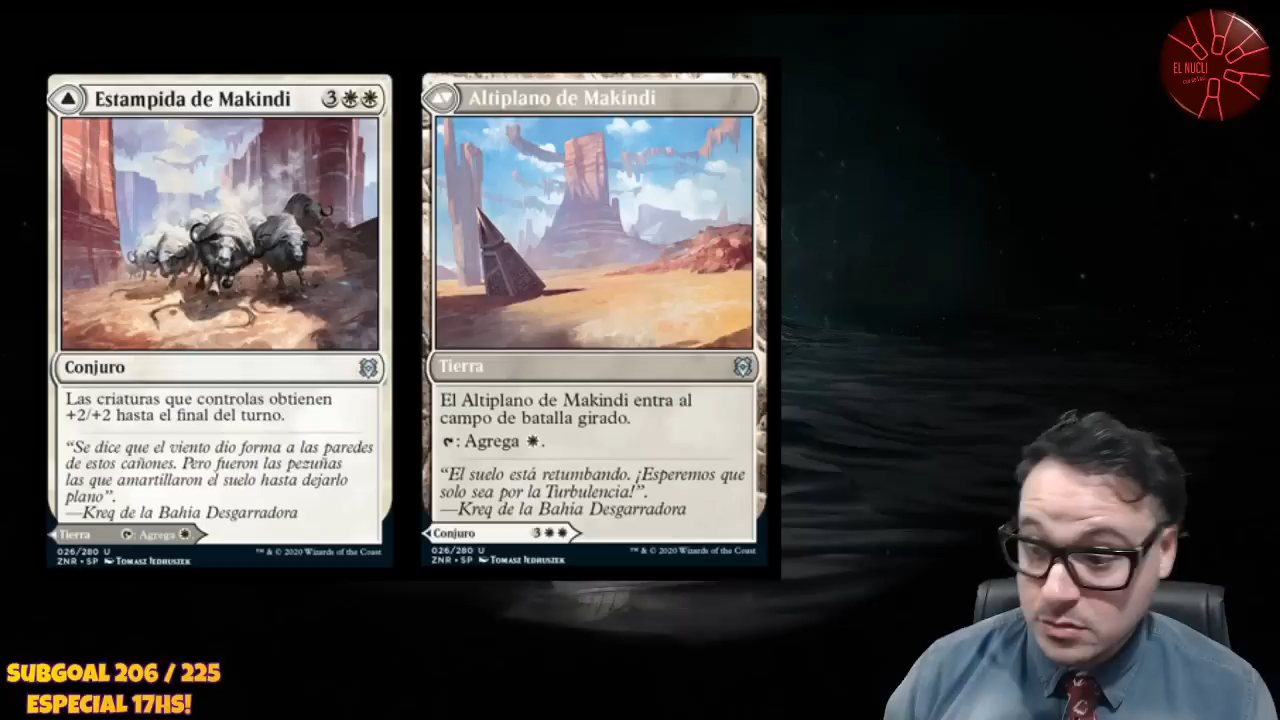 Estampida de Makindi 3
Conjuro
Las criaturas que controlas obtienen
+2/+2 hasta el final del turno.
“Se dice que el viento dio forma a las paredes
de estos cañones. Pero fueron las pezuñas
las que amartillaron el suelo hasta dejarlo
plano”.
—Kreq de la Bahía Desgarradora
Tierra : Agrega
026/280 U
ZNR • SP TOMASZ JEDRUSZEK
™ & © 2020 Wizards of the Coast
Altiplano de Makindi
Tierra
El Altiplano de Makindi entra al
campo de batalla girado.
: Agrega .
“El suelo está retumbando. ¡Esperemos que
solo sea por la Turbulencia!”.
—Kreq de la Bahía Desgarradora
Conjuro 3
026/280 U
ZNR • SP TOMASZ JEDRUSZEK
™ & © 2020 Wizards of the Coast
EL NUCLI
SUBGOAL 206 / 225
ESPECIAL 17HS!